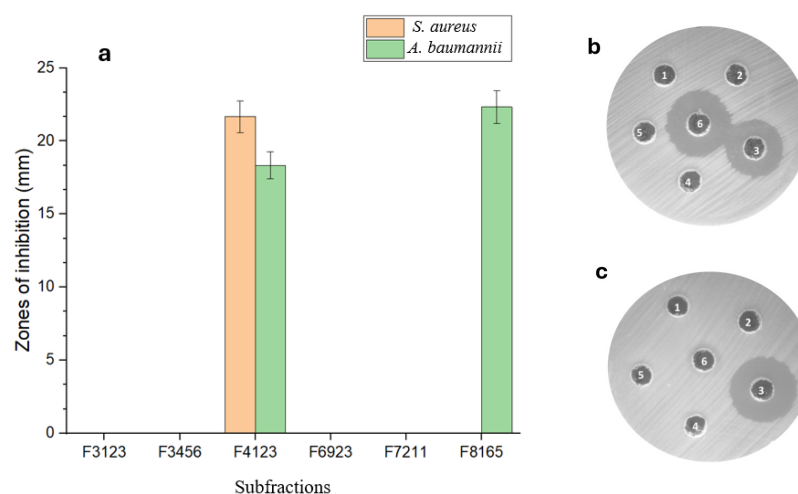 a
S. aureus
A. baumannii
Zones of inhibition (mm)
25
20
15
10
5
0
F3123 F3456 F4123 F6923 F7211 F8165
Subfractions
b
1 2
6
5 3
4
c
1
2
6
5 3
4